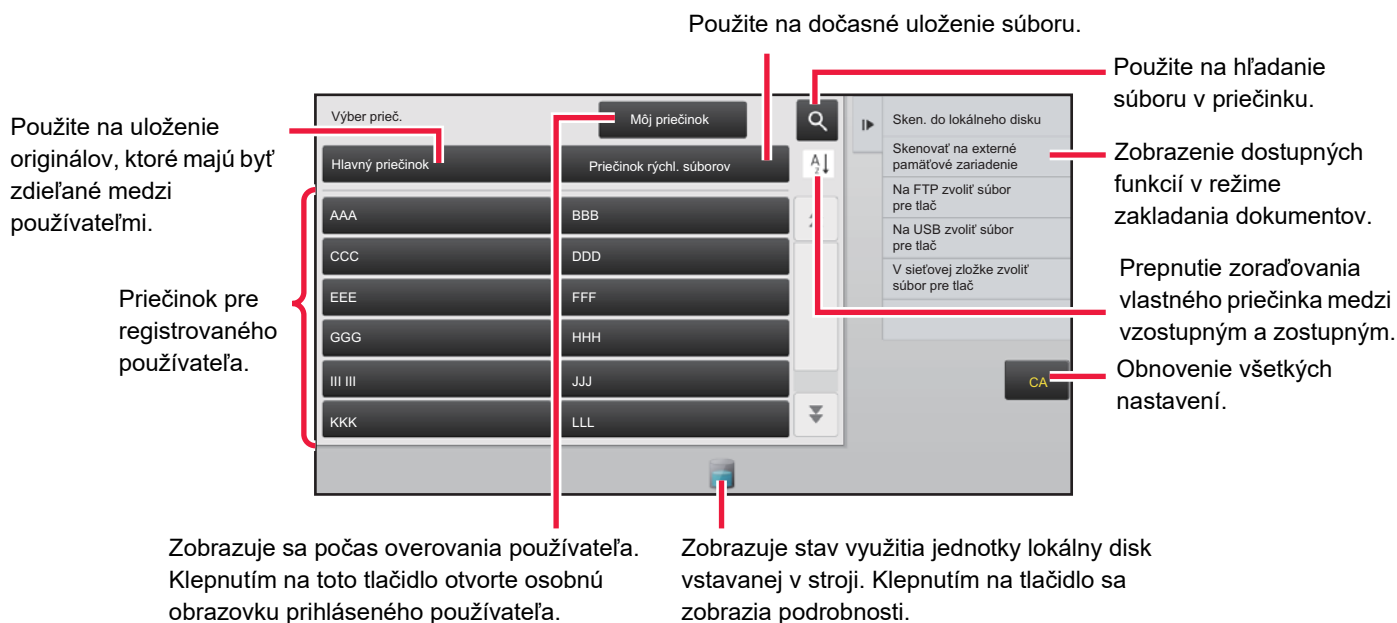 Použite na dočasné uloženie súboru.
Použite na hľadanie
súboru v priečinku.
Použite na uloženie
originálov, ktoré majú byť
zdieľané medzi
používateľmi.
Výber prieč.
Môj priečinok
Hlavný priečinok
Priečinok rýchl. súborov
A
z
AAA
BBB
CCC
DDD
EEE
FFF
GGG
HHH
III III
JJJ
KKK
LLL
Sken. do lokálneho disku
Skenovať na externé
pamäťové zariadenie
Na FTP zvoliť súbor
pre tlač
Na USB zvoliť súbor
pre tlač
V sieťovej zložke zvoliť
súbor pre tlač
CA
Priečinok pre
registrovaného
používateľa.
Zobrazenie dostupných
funkcií v režime
zakladania dokumentov.
Prepnutie zoraďovania
vlastného priečinka medzi
vzostupným a zostupným.
Obnovenie všetkých
nastavení.
Zobrazuje sa počas overovania používateľa.
Klepnutím na toto tlačidlo otvorte osobnú
obrazovku prihláseného používateľa.
Zobrazuje stav využitia jednotky lokálny disk
vstavanej v stroji. Klepnutím na tlačidlo sa
zobrazia podrobnosti.